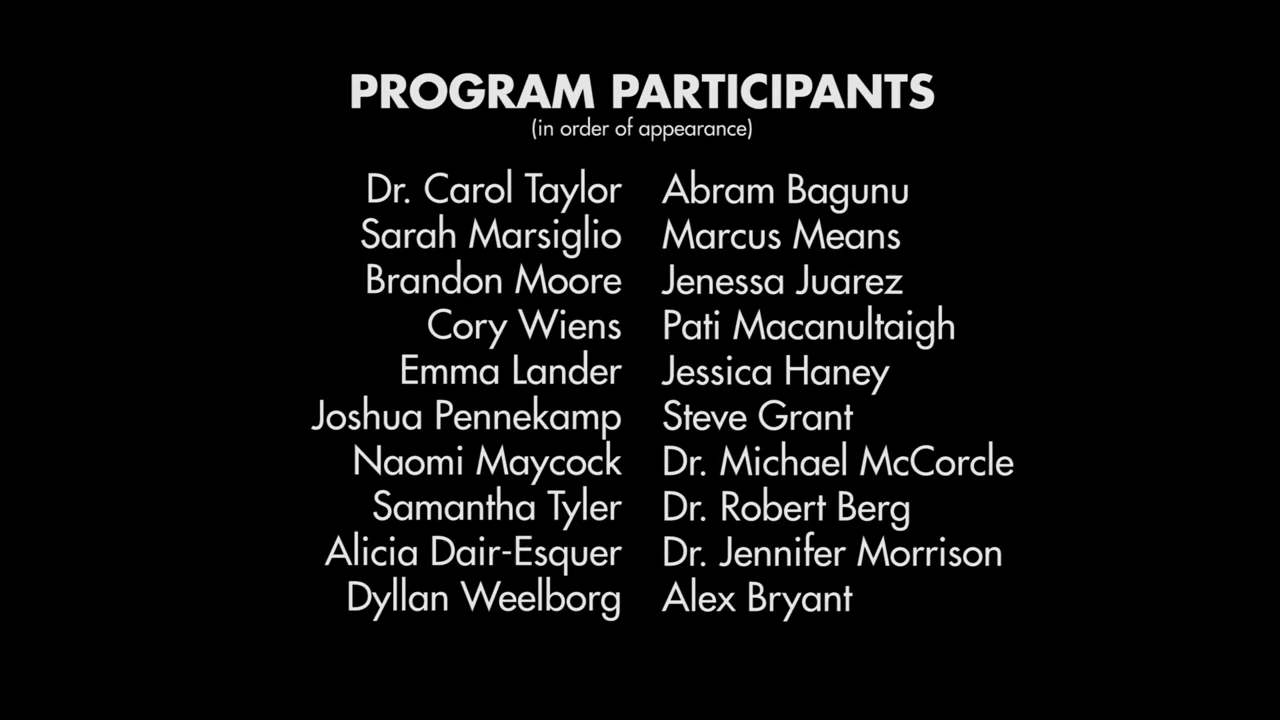 PROGRAM PARTICIPANTS
(in order of appearance)
Dr. Carol Taylor
Sarah Marsiglio
Brandon Moore
Cory Wiens
Emma Lander
Joshua Pennekamp
Naomi Maycock
Samantha Tyler
Alicia Dair-Esquer
Dyllan Weelborg
Abram Bagunu
Marcus Means
Jenessa Juarez
Pati Macanultaigh
Jessica Haney
Steve Grant
Dr. Michael McCorcle
Dr. Robert Berg
Dr. Jennifer Morrison
Alex Bryant